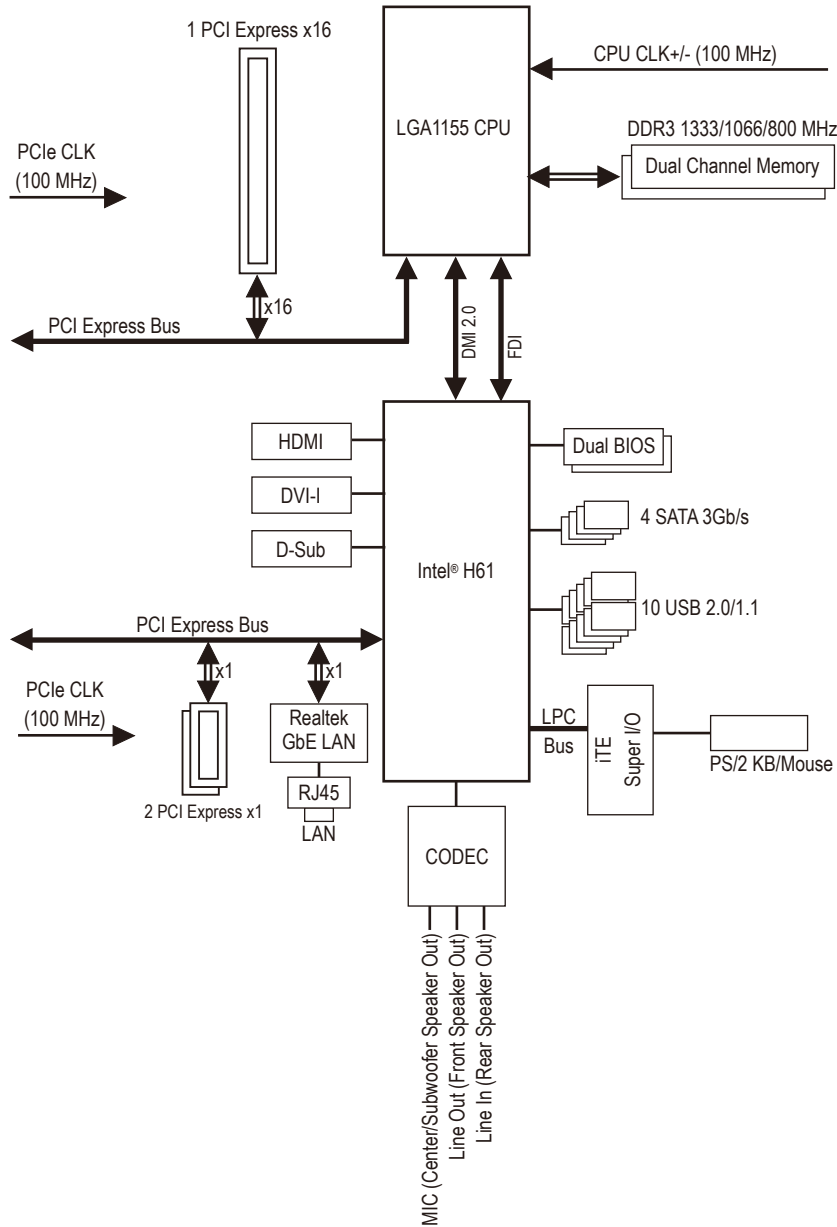 1 PCI Express x16
CPU CLK+/- (100 MHz)
LGA1155 CPU
DDR3 1333/1066/800 MHz
Dual Channel Memory
PCIe CLK
(100 MHz)
x16
PCI Express Bus
DMI 2.0
FDI
HDMI
Dual BIOS
DVI-I
4 SATA 3Gb/s
D-Sub
Intel® H61
10 USB 2.0/1.1
PCI Express Bus
x1
x1
PCIe CLK
(100 MHz)
Realtek
GbE LAN
LPC
Bus
iTE
Super I/O
PS/2 KB/Mouse
RJ45
LAN
2 PCI Express x1
CODEC
MIC (Center/Subwoofer Speaker Out)
Line Out (Front Speaker Out)
Line In (Rear Speaker Out)